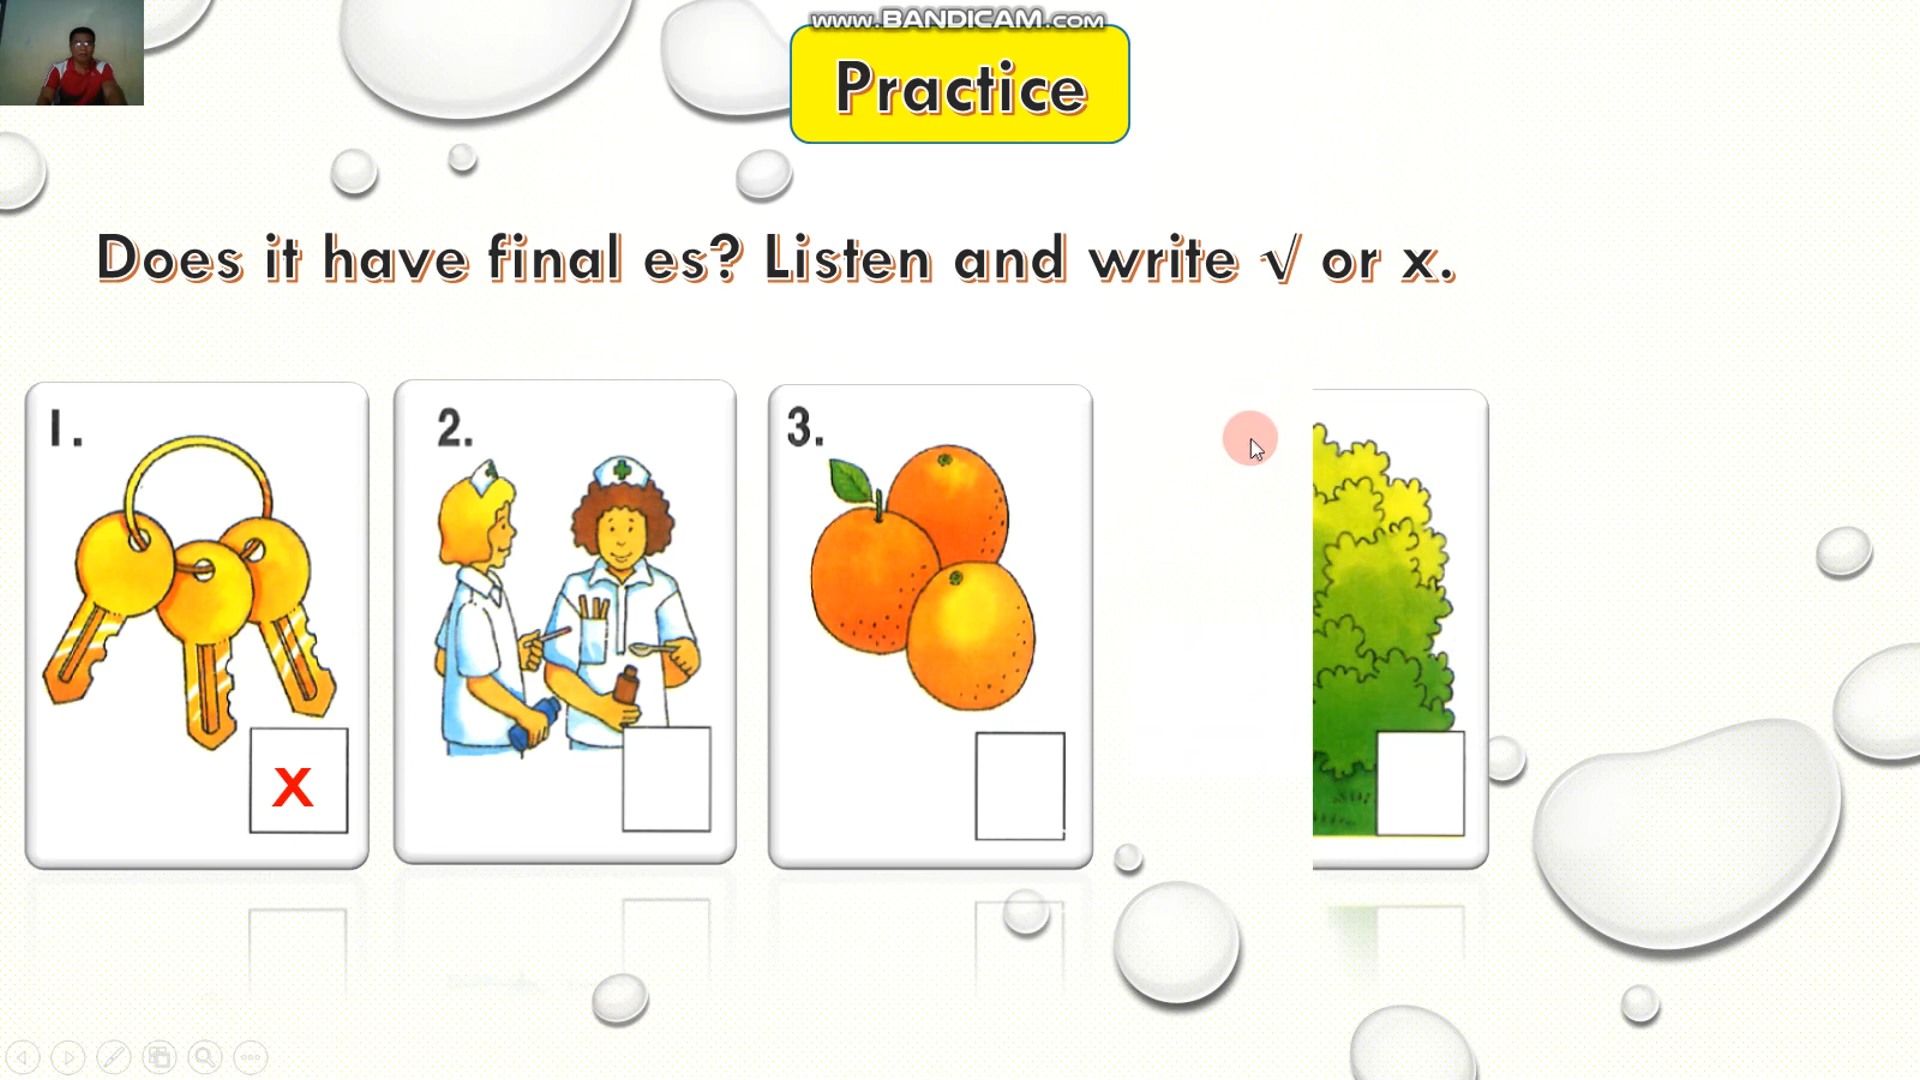 www.BANDICAM.com
Practice
Does it have final es? Listen and write √ or x.
1.
2.
3.
X